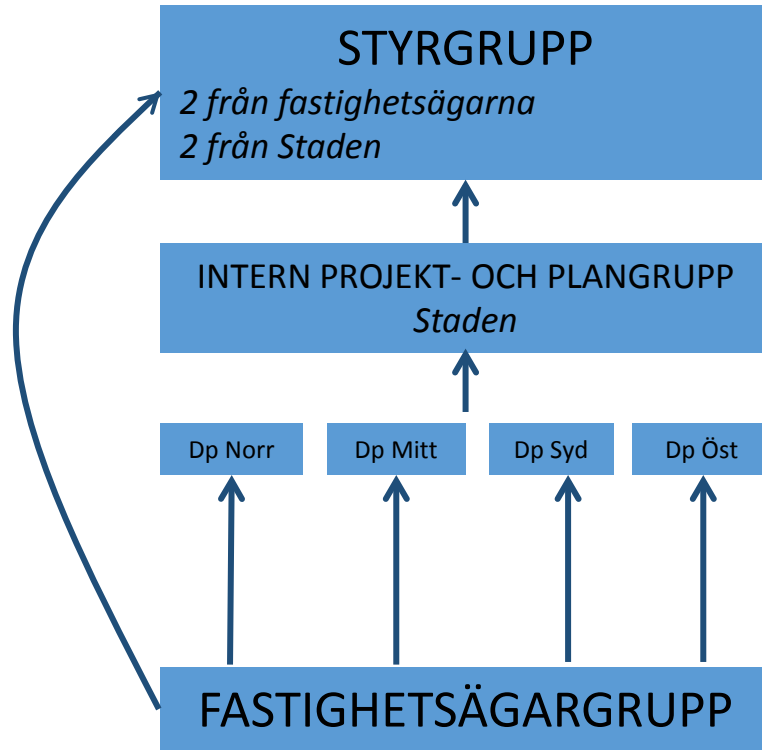 STYRGRUPP
2 från fastighetsägarna
2 från Staden
INTERN PROJEKT- OCH PLANGRUPP
Staden
Dp Norr
Dp Mitt
Dp Syd
Dp Öst
FASTIGHETSÄGARGRUPP